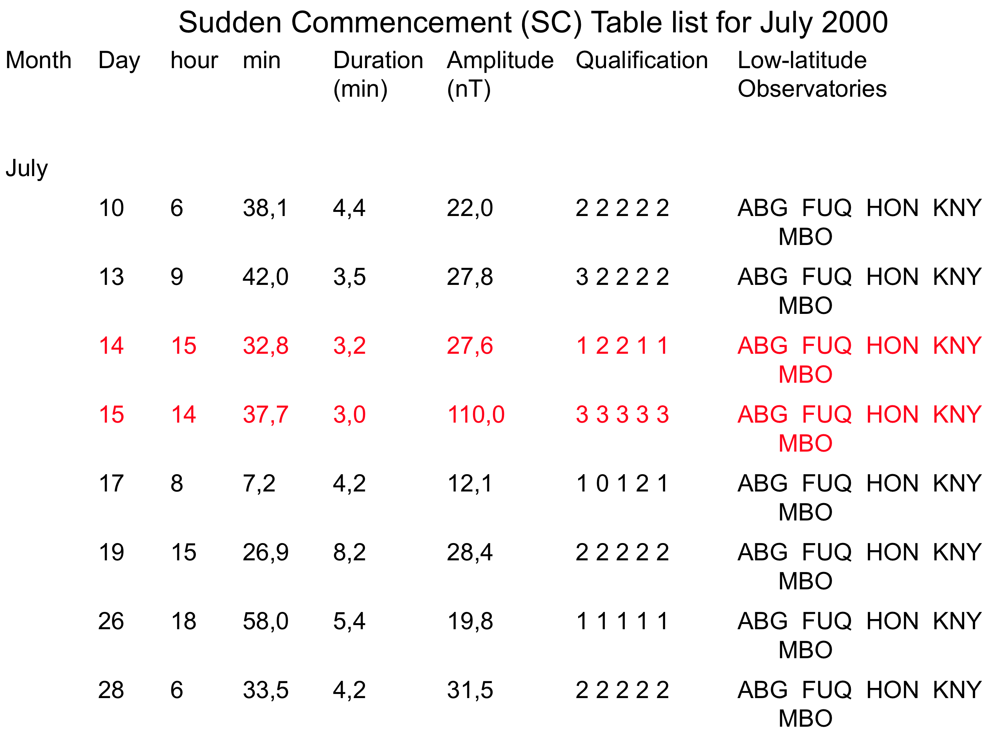 Sudden Commencement (SC) Table list for July 2000
Month Day hour min Duration Amplitude Qualification Low-latitude
(min) (nT) Observatories
July
10 6 38,1 4,4 22,0 2 2 2 2 2 ABG FUQ HON KNY
MBO
13 9 42,0 3,5 27,8 3 2 2 2 2 ABG FUQ HON KNY
MBO
14 15 32,8 3,2 27,6 1 2 2 1 1 ABG FUQ HON KNY
MBO
15 14 37,7 3,0 110,0 3 3 3 3 3 ABG FUQ HON KNY
MBO
17 8 7,2 4,2 12,1 1 0 1 2 1 ABG FUQ HON KNY
MBO
19 15 26,9 8,2 28,4 2 2 2 2 2 ABG FUQ HON KNY
MBO
26 18 58,0 5,4 19,8 1 1 1 1 1 ABG FUQ HON KNY
MBO
28 6 33,5 4,2 31,5 2 2 2 2 2 ABG FUQ HON KNY
MBO